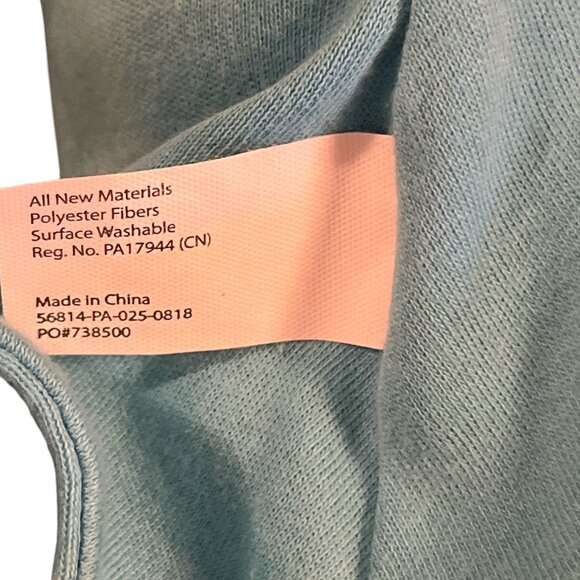 All New Materials
Polyester Fibers
Surface Washable
Reg. No. PA17944 (CN)
Made in China
56814-PA-025-0818
PO#738500